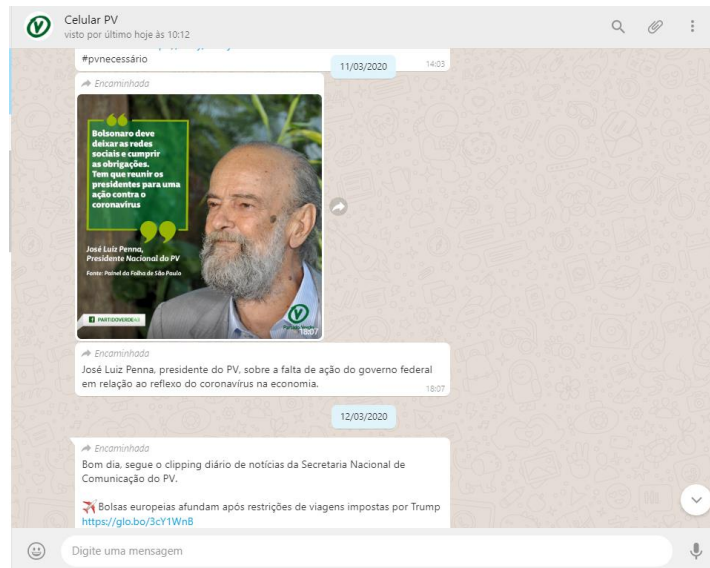 Celular PV
visto por último hoje às 10:12
#pvnecessário
14:03
11/03/2020
Encaminhada
Bolsonaro deve
deixar as redes
sociais e cumprir
as obrigações.
Tem que reunir os
presidentes para uma
ação contra o
coronavírus
José Luiz Penna,
Presidente Nacional do PV
Fonte: Painel da Folha de São Paulo
PARTIDOVERDE
18:07
Encaminhada
José Luiz Penna, presidente do PV, sobre a falta de ação do governo federal
em relação ao reflexo do coronavírus na economia.
18:07
12/03/2020
Encaminhada
Bom dia, segue o clipping diário de notícias da Secretaria Nacional de
Comunicação do PV.
Bolsas europeias afundam após restrições de viagens impostas por Trump
https://glo.bo/3cY1WnB
Digite uma mensagem